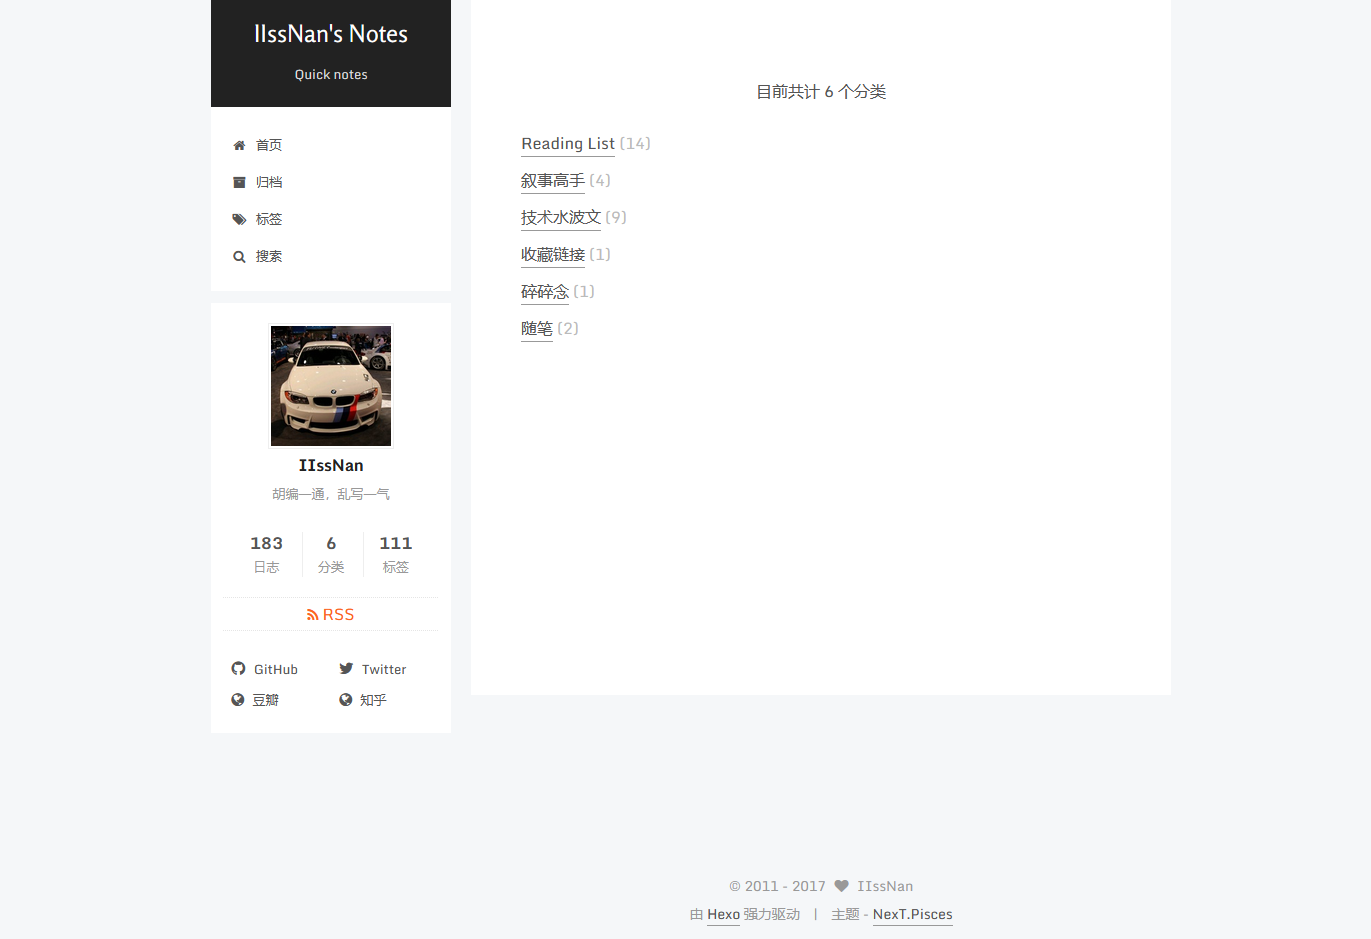 IIssNan's Notes
Quick notes
首页
归档
标签
搜索
IIssNan
胡编一通，乱写一气
183 6 111
日志 分类 标签
RSS
GitHub Twitter
豆瓣 知乎
目前共计 6 个分类
Reading List (14)
叙事高手 (4)
技术水波文 (9)
收藏链接 (1)
碎碎念 (1)
随笔 (2)
© 2011 - 2017 IIssNan
由 Hexo 强力驱动 | 主题 - NexT.Pisces